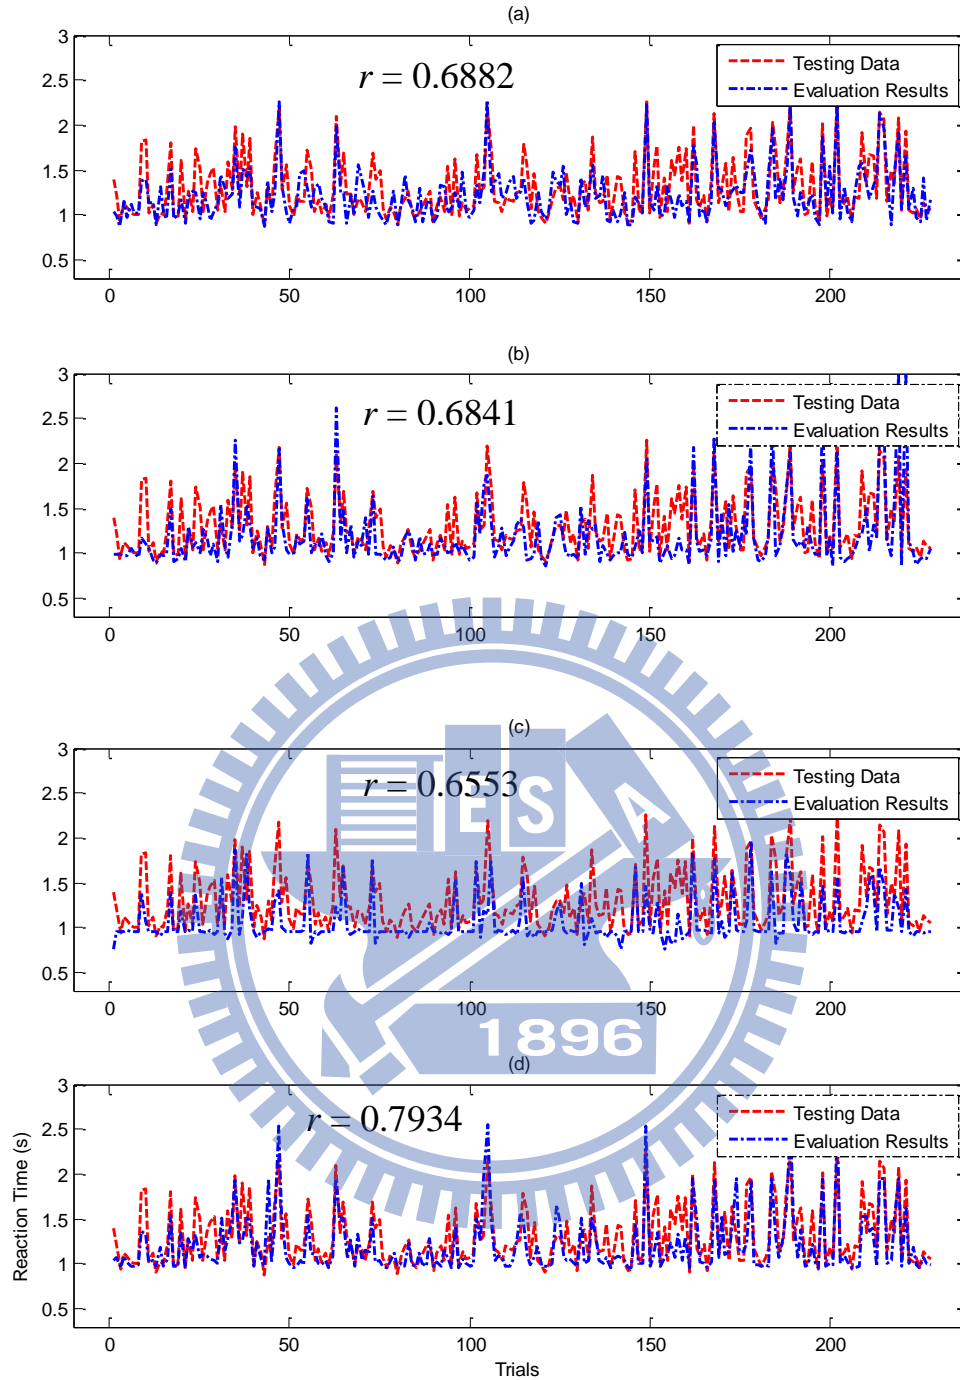 (a)
3
2.5
2
1.5
1
0.5
r = 0.6882
Testing Data
Evaluation Results
0 50 100 150 200
(b)
3
2.5
2
1.5
1
0.5
r = 0.6841
Testing Data
Evaluation Results
0 50 100 150 200
(c)
3
2.5
2
1.5
1
0.5
r = 0.6553
Testing Data
Evaluation Results
ESA
0 50 100 150 200
1896
(d)
3
2.5
2
1.5
1
0.5
r = 0.7934
Testing Data
Evaluation Results
Reaction Time (s)
0 50 100 150 200
Trials